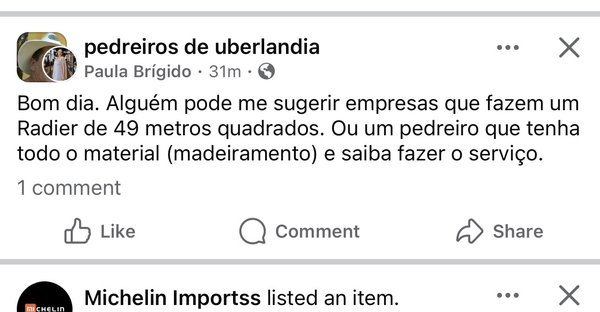 pedreiros de uberlandia
Paula Brígido · 31m ·
Bom dia. Alguém pode me sugerir empresas que fazem um
Radier de 49 metros quadrados. Ou um pedreiro que tenha
todo o material (madeiramento) e saiba fazer o serviço.
1 comment
Like Comment Share
Michelin Importss listed an item.
MICHELIN